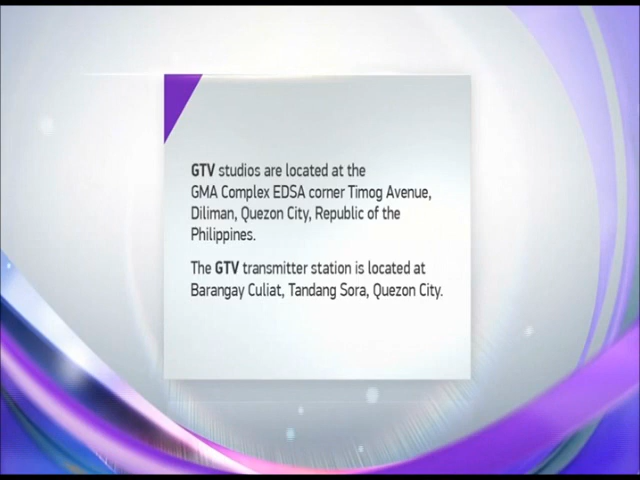 GTV studios are located at the
GMA Complex EDSA corner Timog Avenue,
Diliman, Quezon City, Republic of the
Philippines.
The GTV transmitter station is located at
Barangay Culiat, Tandang Sora, Quezon City.